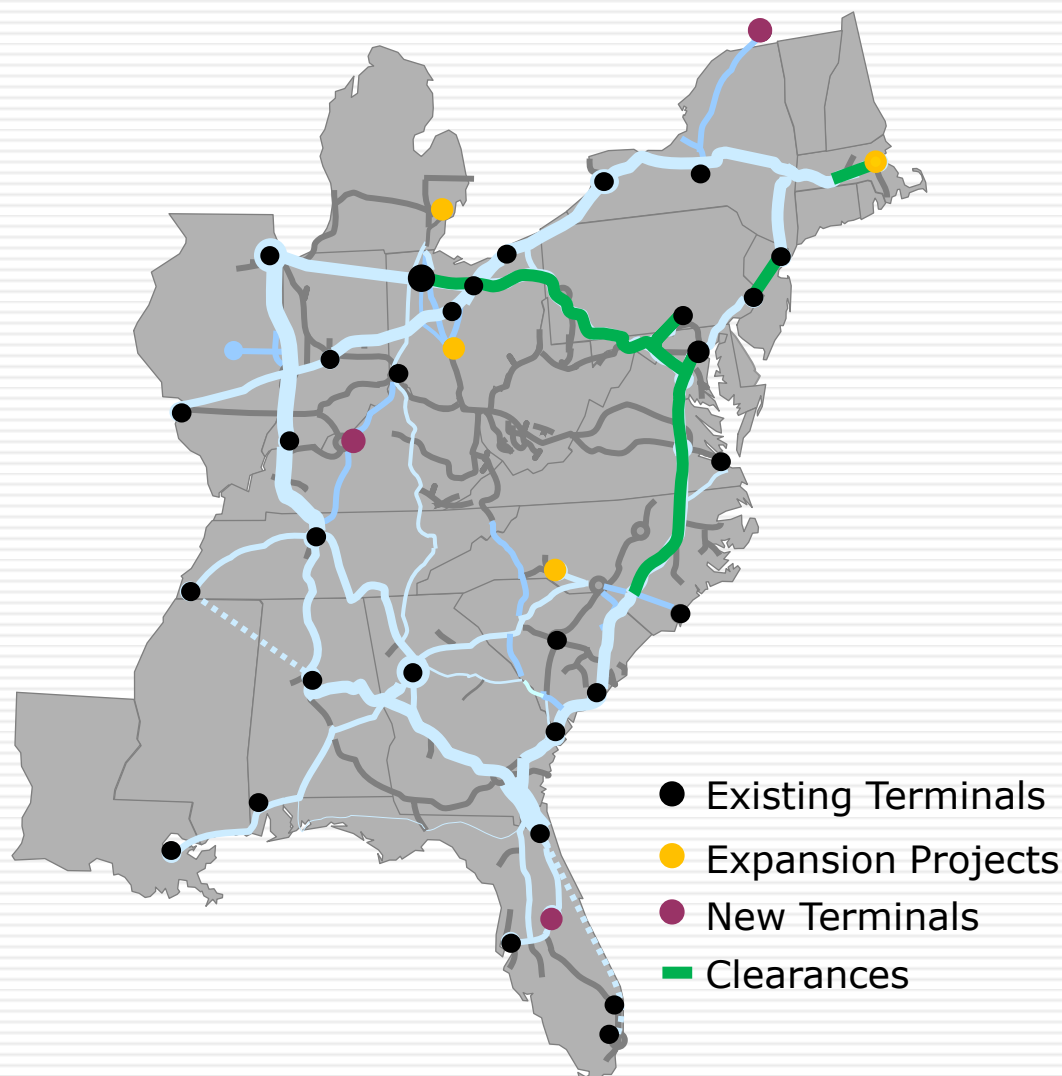 Existing Terminals
Expansion Projects
New Terminals
Clearances